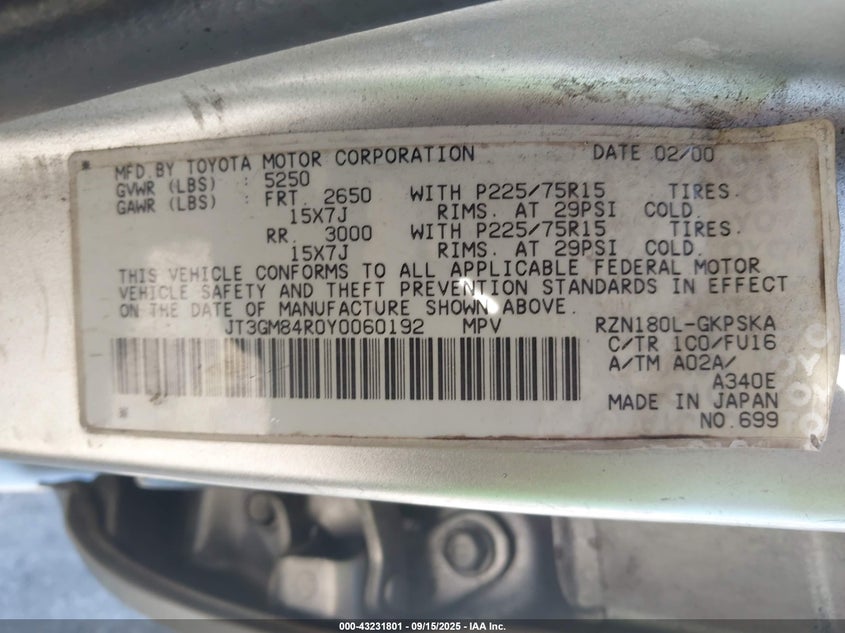 * MFD.BY TOYOTA MOTOR CORPORATION DATE 02/00
GVWR (LBS) : 5250
GAWR (LBS) : FRT. 2650 WITH P225/75R15 TIRES.
15X7J RIMS. AT 29PSI COLD.
RR. 3000 WITH P225/75R15 TIRES.
15X7J RIMS. AT 29PSI COLD.
THIS VEHICLE CONFORMS TO ALL APPLICABLE FEDERAL MOTOR
VEHICLE SAFETY AND THEFT PREVENTION STANDARDS IN EFFECT
ON THE DATE OF MANUFACTURE SHOWN ABOVE.
JT3GM84R0Y0060192 MPV RZN180L-GKPSKA
C/TR 1C0/FU16
A/TM A02A/
A340E
MADE IN JAPAN
NO.699
000-43231801 - 09/15/2025 - IAA Inc.